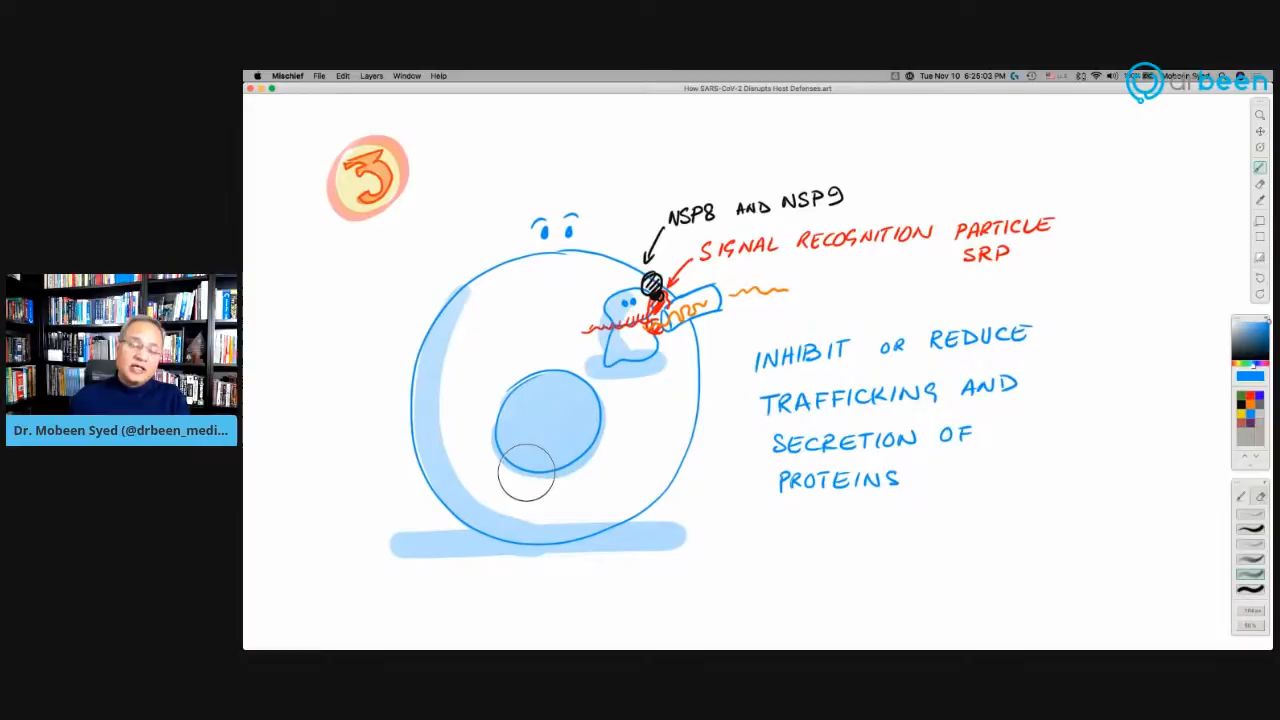 drbeen
Mischief File Edit Layers Window Help
Tue Nov 10 6:25:03 PM
Mobeen Syed
How SARS-CoV-2 Disrupts Host Defenses.art
3
NSP8 AND NSP9
SIGNAL RECOGNITION PARTICLE
SRP
INHIBIT OR REDUCE
TRAFFICKING AND
SECRETION OF
PROTEINS
Dr. Mobeen Syed (@drbeen_medi...